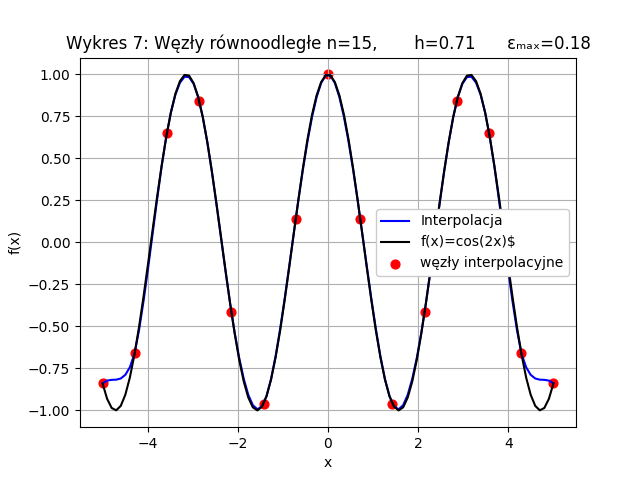 Wykres 7: Węzły równoodległe n=15, h=0.71 εₘₐₓ=0.18
1.00
0.75
0.50
0.25
0.00
−0.25
−0.50
−0.75
−1.00
f(x)
Interpolacja
f(x)=cos(2x)$
węzły interpolacyjne
−4
−2
0
2
4
x